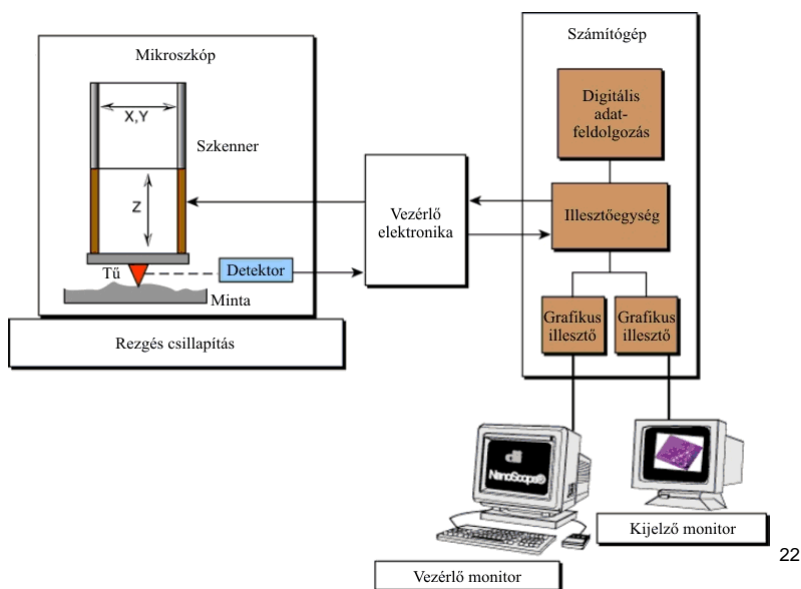 Mikroszkóp
X,Y
Szkenner
Z
Tű
Detektor
Minta
Rezgés csillapítás
Vezérlő
elektronika
Számítógép
Digitális
adat-
feldolgozás
Illesztőegység
Grafikus
illesztő
Grafikus
illesztő
di
NanoScope®
Kijelző monitor
Vezérlő monitor
22